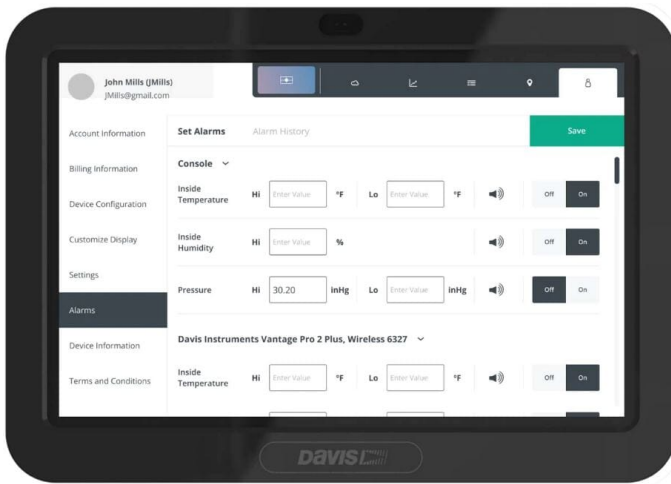 John Mills (JMills)
JMills@gmail.com
Account Information
Billing Information
Device Configuration
Customize Display
Settings
Alarms
Device Information
Terms and Conditions
Set Alarms Alarm History Save
Console
Inside Temperature Hi Enter Value °F Lo Enter Value °F Off On
Inside Humidity Hi Enter Value % Off On
Pressure Hi 30.20 inHg Lo Enter Value inHg Off On
Davis Instruments Vantage Pro 2 Plus, Wireless 6327
Inside Temperature Hi Enter Value °F Lo Enter Value °F Off On
DAVIS